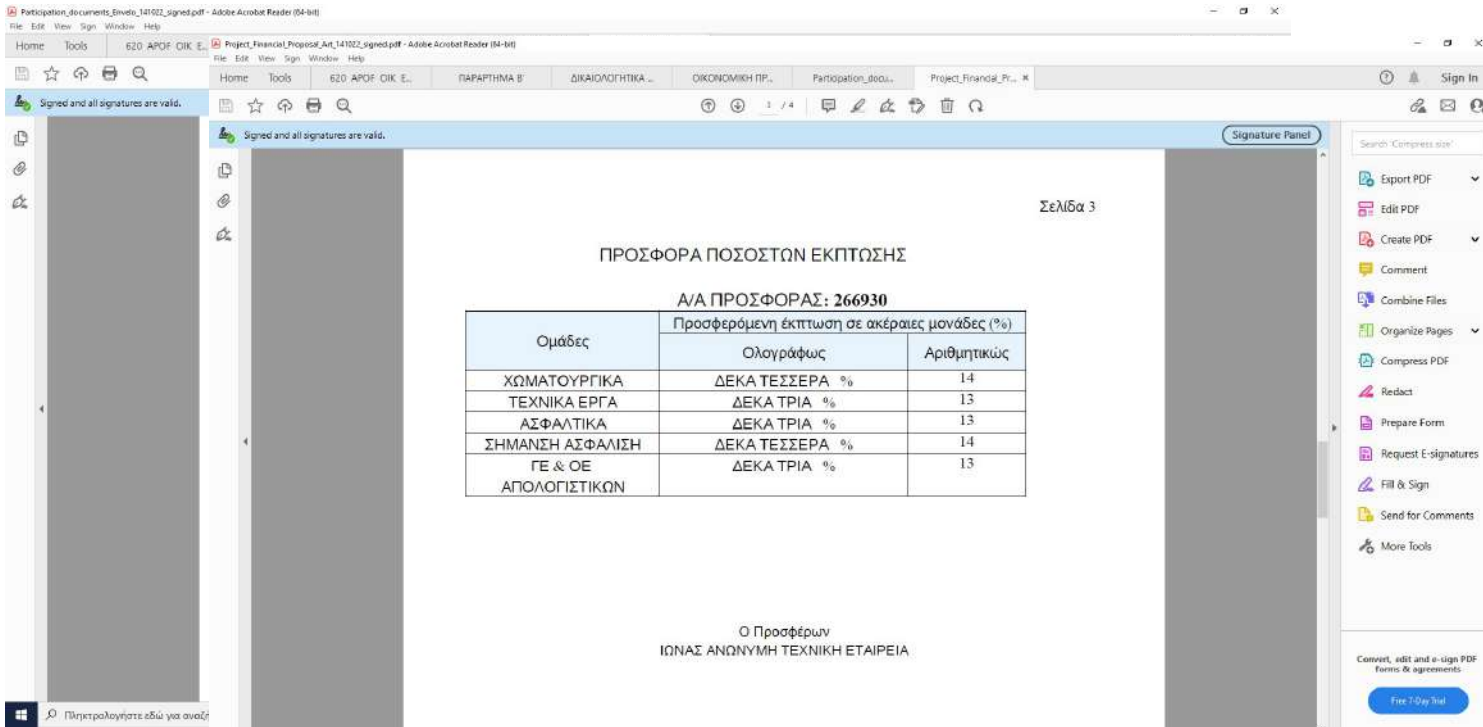 Participation_documents_Envelo_141022_signed.pdf - Adobe Acrobat Reader (64-bit)
File Edit View Sign Window Help
Home Tools 620 APOF OIK E...
Signed and all signatures are valid.
Project_Financial_Proposal_Art_141022_signed.pdf - Adobe Acrobat Reader (64-bit)
File Edit View Sign Window Help
Home Tools 620 APOF OIK E... ΠΑΡΑΡΤΗΜΑ Β' ΔΙΚΑΙΟΛΟΓΗΤΙΚΑ ... ΟΙΚΟΝΟΜΙΚΗ ΠΡ... Participation_docu... Project_Financial_Pr... Sign In
/ 4
Signed and all signatures are valid. Signature Panel
Σελίδα 3
ΠΡΟΣΦΟΡΑ ΠΟΣΟΣΤΩΝ ΕΚΠΤΩΣΗΣ
Α/Α ΠΡΟΣΦΟΡΑΣ: 266930
Ομάδες Προσφερόμενη έκπτωση σε ακέραιες μονάδες (%)
Ολογράφως Αριθμητικώς
ΧΩΜΑΤΟΥΡΓΙΚΑ ΔΕΚΑ ΤΕΣΣΕΡΑ % 14
ΤΕΧΝΙΚΑ ΕΡΓΑ ΔΕΚΑ ΤΡΙΑ % 13
ΑΣΦΑΛΤΙΚΑ ΔΕΚΑ ΤΡΙΑ % 13
ΣΗΜΑΝΣΗ ΑΣΦΑΛΙΣΗ ΔΕΚΑ ΤΕΣΣΕΡΑ % 14
ΓΕ & ΟΕ ΔΕΚΑ ΤΡΙΑ % 13
ΑΠΟΛΟΓΙΣΤΙΚΩΝ
Ο Προσφέρων
ΙΩΝΑΣ ΑΝΩΝΥΜΗ ΤΕΧΝΙΚΗ ΕΤΑΙΡΕΙΑ
Search 'Compress size'
Export PDF
Edit PDF
Create PDF
Comment
Combine Files
Organize Pages
Compress PDF
Redact
Prepare Form
Request E-signatures
Fill & Sign
Send for Comments
More Tools
Convert, edit and e-sign PDF
forms & agreements
Free 7-Day Trial
Πληκτρολογήστε εδώ για αναζή